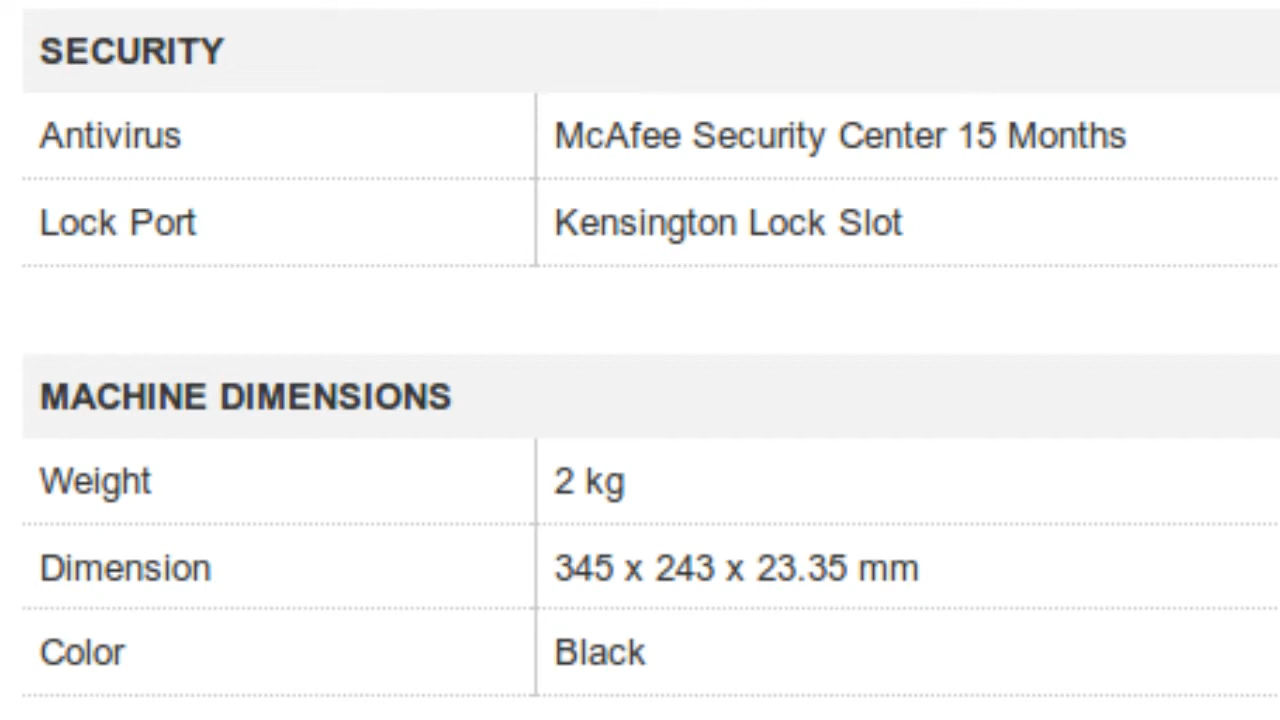 SECURITY
Antivirus McAfee Security Center 15 Months
Lock Port Kensington Lock Slot
MACHINE DIMENSIONS
Weight 2 kg
Dimension 345 x 243 x 23.35 mm
Color Black